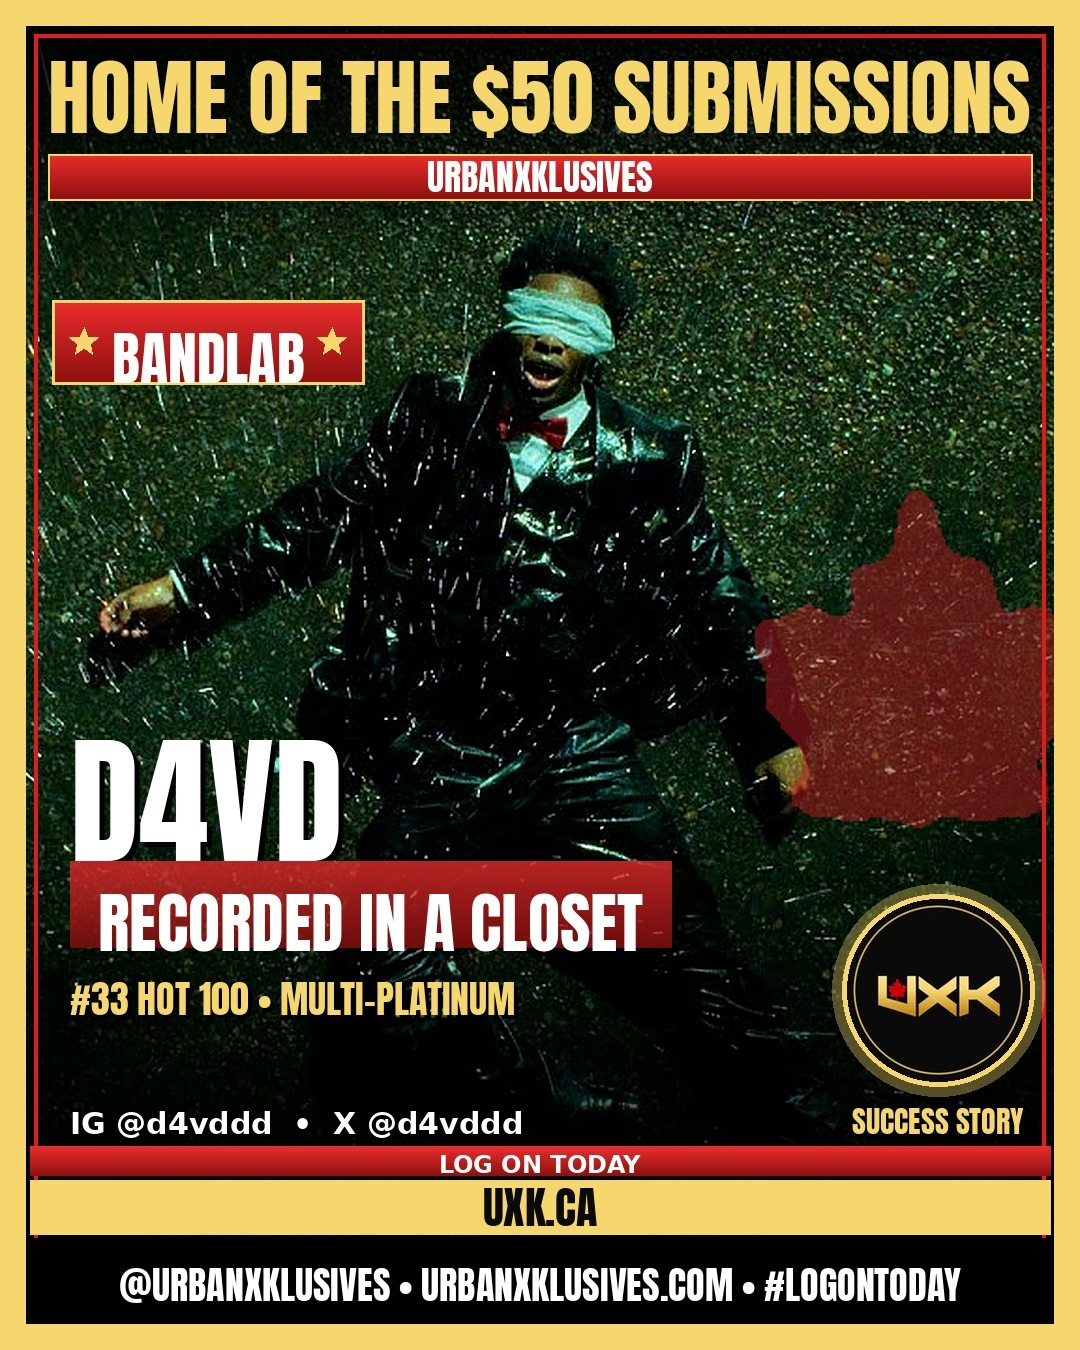 HOME OF THE $50 SUBMISSIONS
URBANXKLUSIVES
BANDLAB
D4VD
RECORDED IN A CLOSET
#33 HOT 100 • MULTI-PLATINUM
UXK
IG @d4vddd • X @d4vddd
SUCCESS STORY
LOG ON TODAY
UXK.CA
@URBANXKLUSIVES • URBANXKLUSIVES.COM • #LOGONTODAY